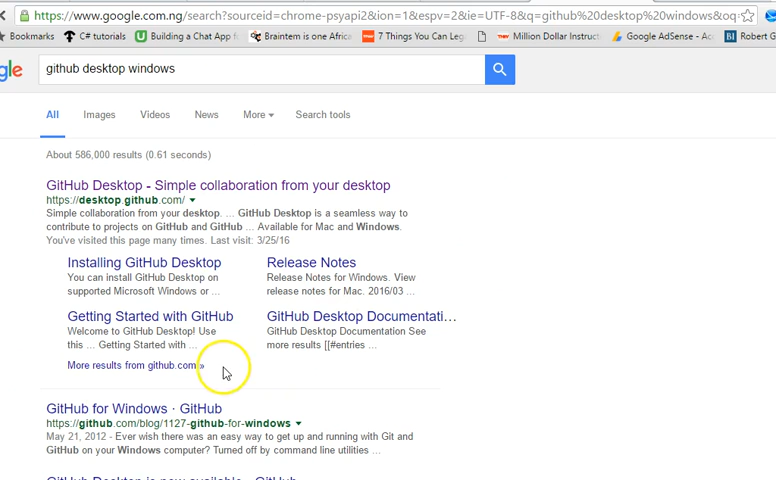 https://www.google.com.ng/search?sourceid=chrome-psyapi2&ion=1&espv=2&ie=UTF-8&q=github%20desktop%20windows&oq=
Bookmarks C# tutorials Building a Chat App for Braintem is one of Africa's 7 Things You Can Legi Million Dollar Instruct Google AdSense - Acc Robert G
gle github desktop windows
All Images Videos News More Search tools
About 586,000 results (0.61 seconds)
GitHub Desktop - Simple collaboration from your desktop
https://desktop.github.com/
Simple collaboration from your desktop. ... GitHub Desktop is a seamless way to
contribute to projects on GitHub and GitHub ... Available for Mac and Windows.
You've visited this page many times. Last visit: 3/25/16
Installing GitHub Desktop
You can install GitHub Desktop on
supported Microsoft Windows or ...
Release Notes
Release Notes for Windows. View
release notes for Mac. 2016/03 ...
Getting Started with GitHub
Welcome to GitHub Desktop! Use
this ... Getting Started with ...
GitHub Desktop Documentati...
GitHub Desktop Documentation See
more results [[#entries ...
More results from github.com »
GitHub for Windows · GitHub
https://github.com/blog/1127-github-for-windows
May 21, 2012 - Ever wish there was an easy way to get up and running with Git and
GitHub on your Windows computer? Turned off by command line utilities ...
GitHub Desktop is now available · GitHub